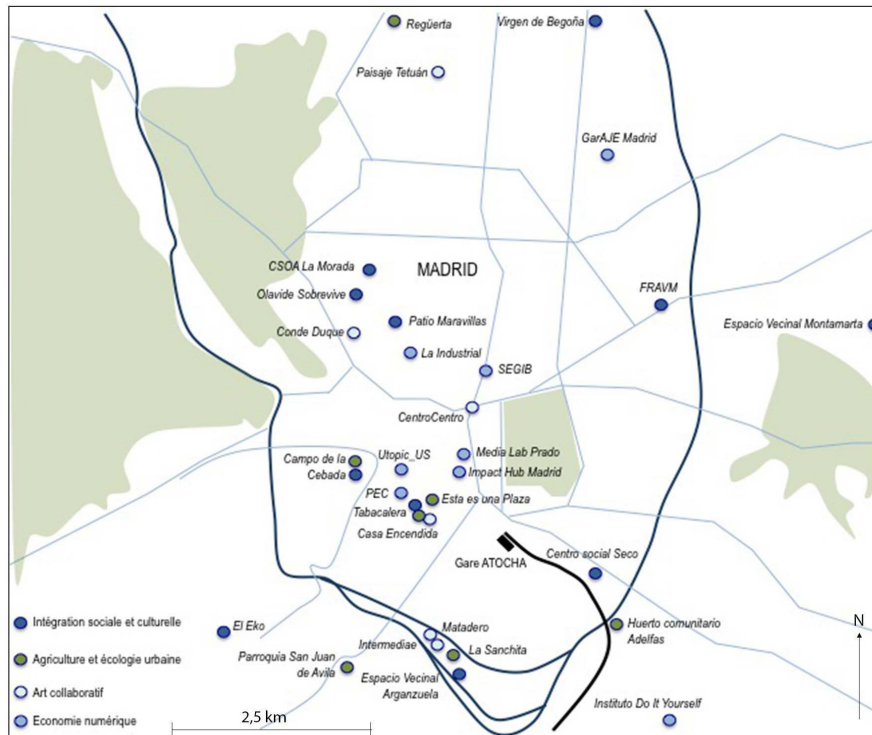 Regüerta
Virgen de Begoña
Paisaje Tetuán
GarAJE Madrid
CSOA La Morada
MADRID
Olavide Sobrevive
FRAVM
Patio Maravillas
Espacio Vecinal Montamarta
Conde Duque
La Industrial
SEGIB
CentroCentro
Campo de la
Cebada
Utopic_US
Media Lab Prado
Impact Hub Madrid
PEC
Esta es una Plaza
Tabacalera
Casa Encendida
Gare ATOCHA
Centro social Seco
El Eko
Matadero
Intermediae
La Sanchita
Huerto comunitario
Adelfas
N
Parroquia San Juan
de Avila
Espacio Vecinal
Arganzuela
Instituto Do It Yourself
Intégration sociale et culturelle
Agriculture et écologie urbaine
Art collaboratif
Economie numérique
2,5 km